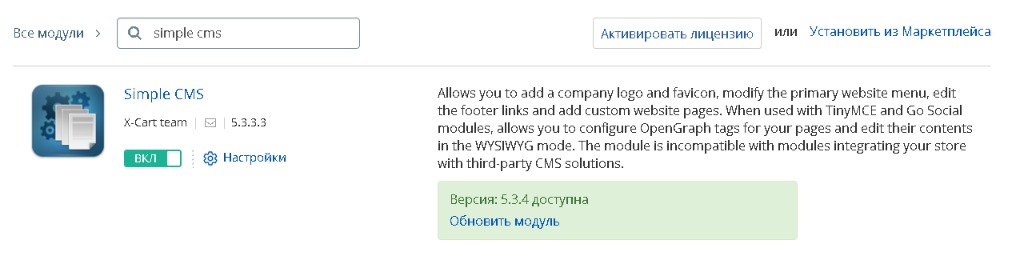 Все модули > simple cms Активировать лицензию или Установить из Маркетплейса
Simple CMS
X-Cart team 5.3.3.3
ВКЛ Настройки
Allows you to add a company logo and favicon, modify the primary website menu, edit
the footer links and add custom website pages. When used with TinyMCE and Go Social
modules, allows you to configure OpenGraph tags for your pages and edit their contents
in the WYSIWYG mode. The module is incompatible with modules integrating your store
with third-party CMS solutions.
Версия: 5.3.4 доступна
Обновить модуль